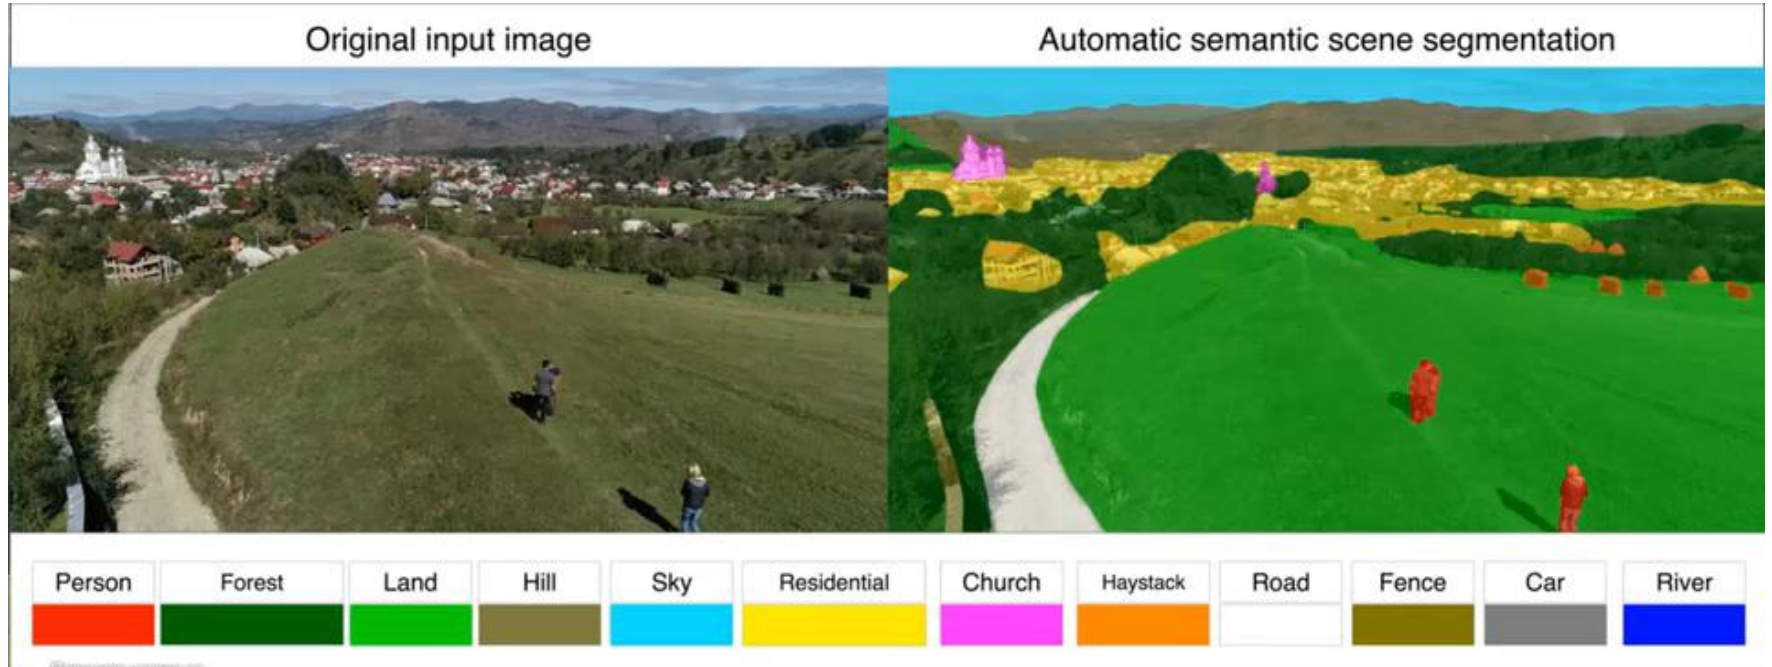 Original input image
Automatic semantic scene segmentation
Person
Forest
Land
Hill
Sky
Residential
Church
Haystack
Road
Fence
Car
River